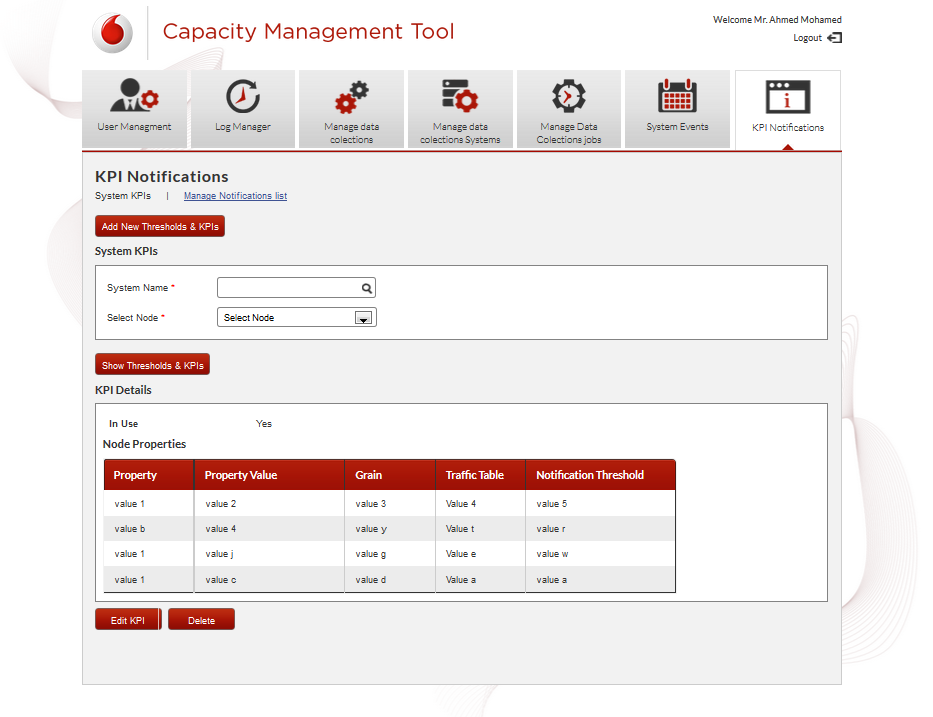 Welcome Mr. Ahmed Mohamed
Capacity Management Tool
Logout
User Managment
Log Manager
Manage data
colections
Manage data
colections Systems
Manage Data
Colections jobs
System Events
KPI Notifications
KPI Notifications
System KPIs | Manage Notifications list
Add New Thresholds & KPIs
System KPIs
System Name *
Select Node * Select Node
Show Thresholds & KPIs
KPI Details
In Use Yes
Node Properties
Property Property Value Grain Traffic Table Notification Threshold
value 1 value 2 value 3 Value 4 value 5
value b value 4 value y Value t value r
value 1 value j value g Value e value w
value 1 value c value d Value a value a
Edit KPI Delete